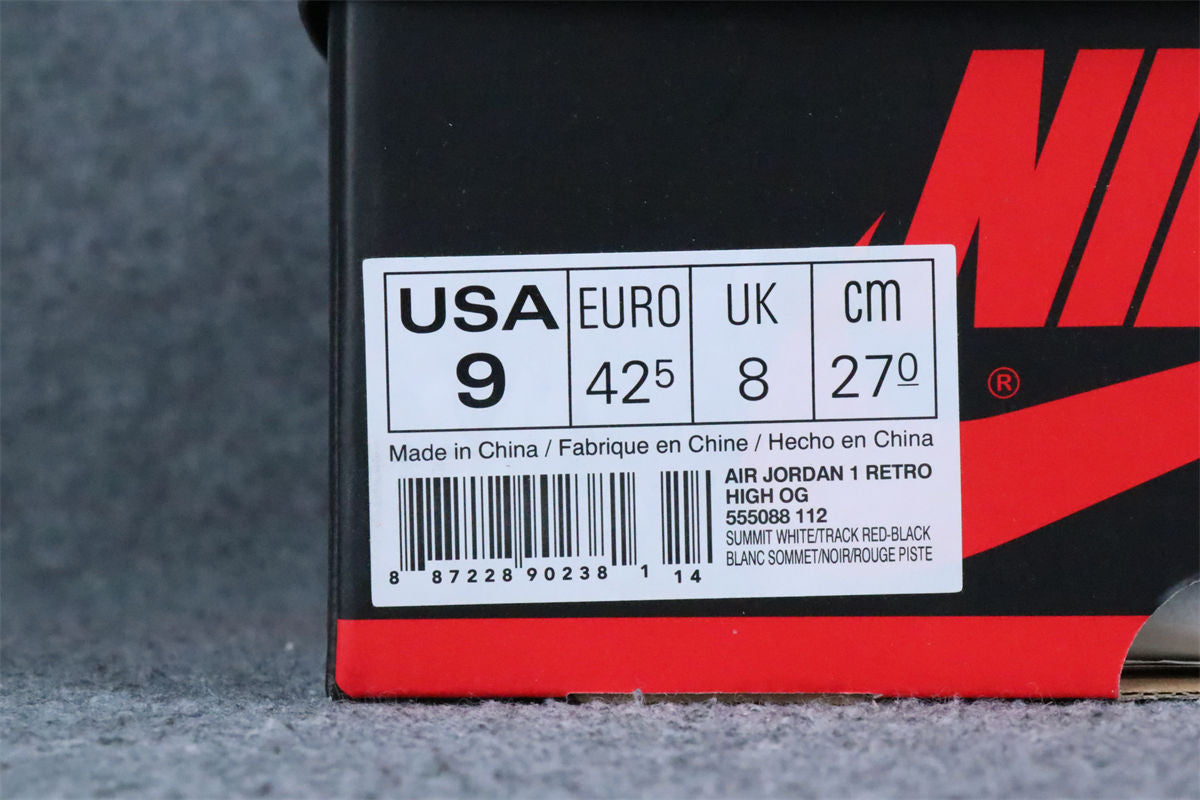 NI
®
USA EURO UK cm
9 42⁵ 8 27⁰
Made in China / Fabrique en Chine / Hecho en China
AIR JORDAN 1 RETRO
HIGH OG
555088 112
SUMMIT WHITE/TRACK RED-BLACK
BLANC SOMMET/NOIR/ROUGE PISTE
8 87228 90238 1 14